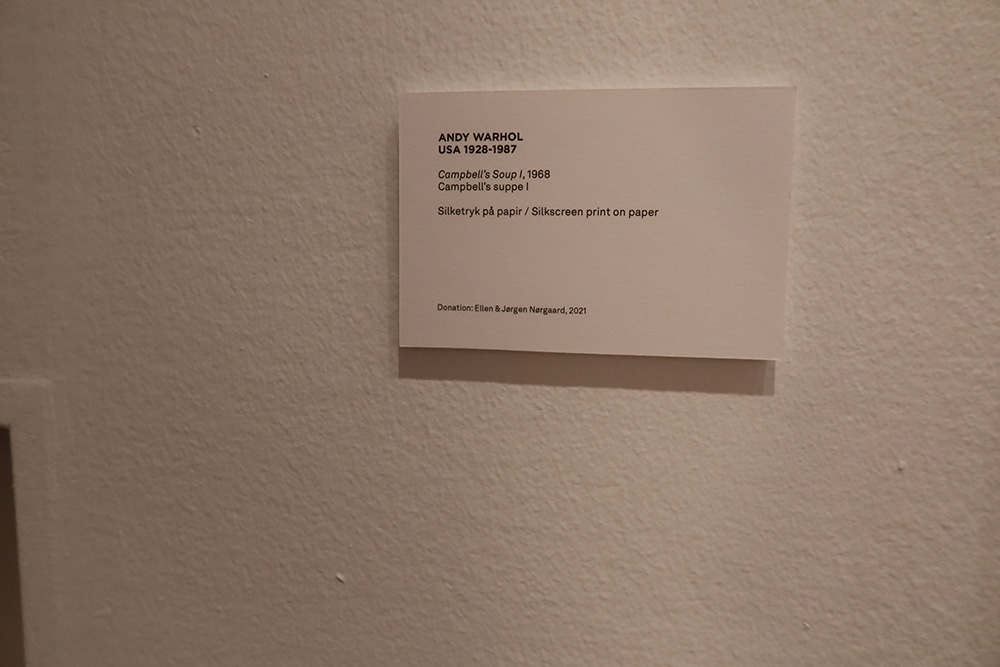 ANDY WARHOL
USA 1928-1987
Campbell's Soup I, 1968
Campbell's suppe I
Silketryk på papir / Silkscreen print on paper
Donation: Ellen & Jørgen Nørgaard, 2021